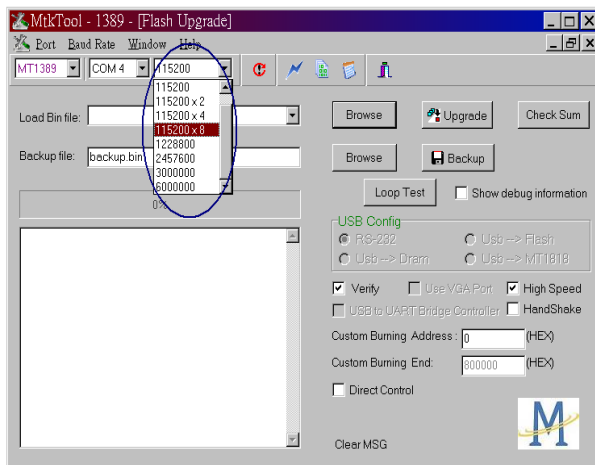 MtkTool - 1389 - [Flash Upgrade]
Port Baud Rate Window Help
MT1389 COM 4 115200
115200
115200 x 2
115200 x 4
115200 x 8
1228800
2457600
3000000
6000000
Load Bin file: Browse Upgrade Check Sum
Backup file: backup.bin Browse Backup
Loop Test Show debug information
0%
USB Config
RS-232 Usb --> Flash
Usb --> Dram Usb --> MT1818
Verify Use VGA Port High Speed
USB to UART Bridge Controller HandShake
Custom Burning Address : 0 (HEX)
Custom Burning End: 800000 (HEX)
Direct Control
M
Clear MSG